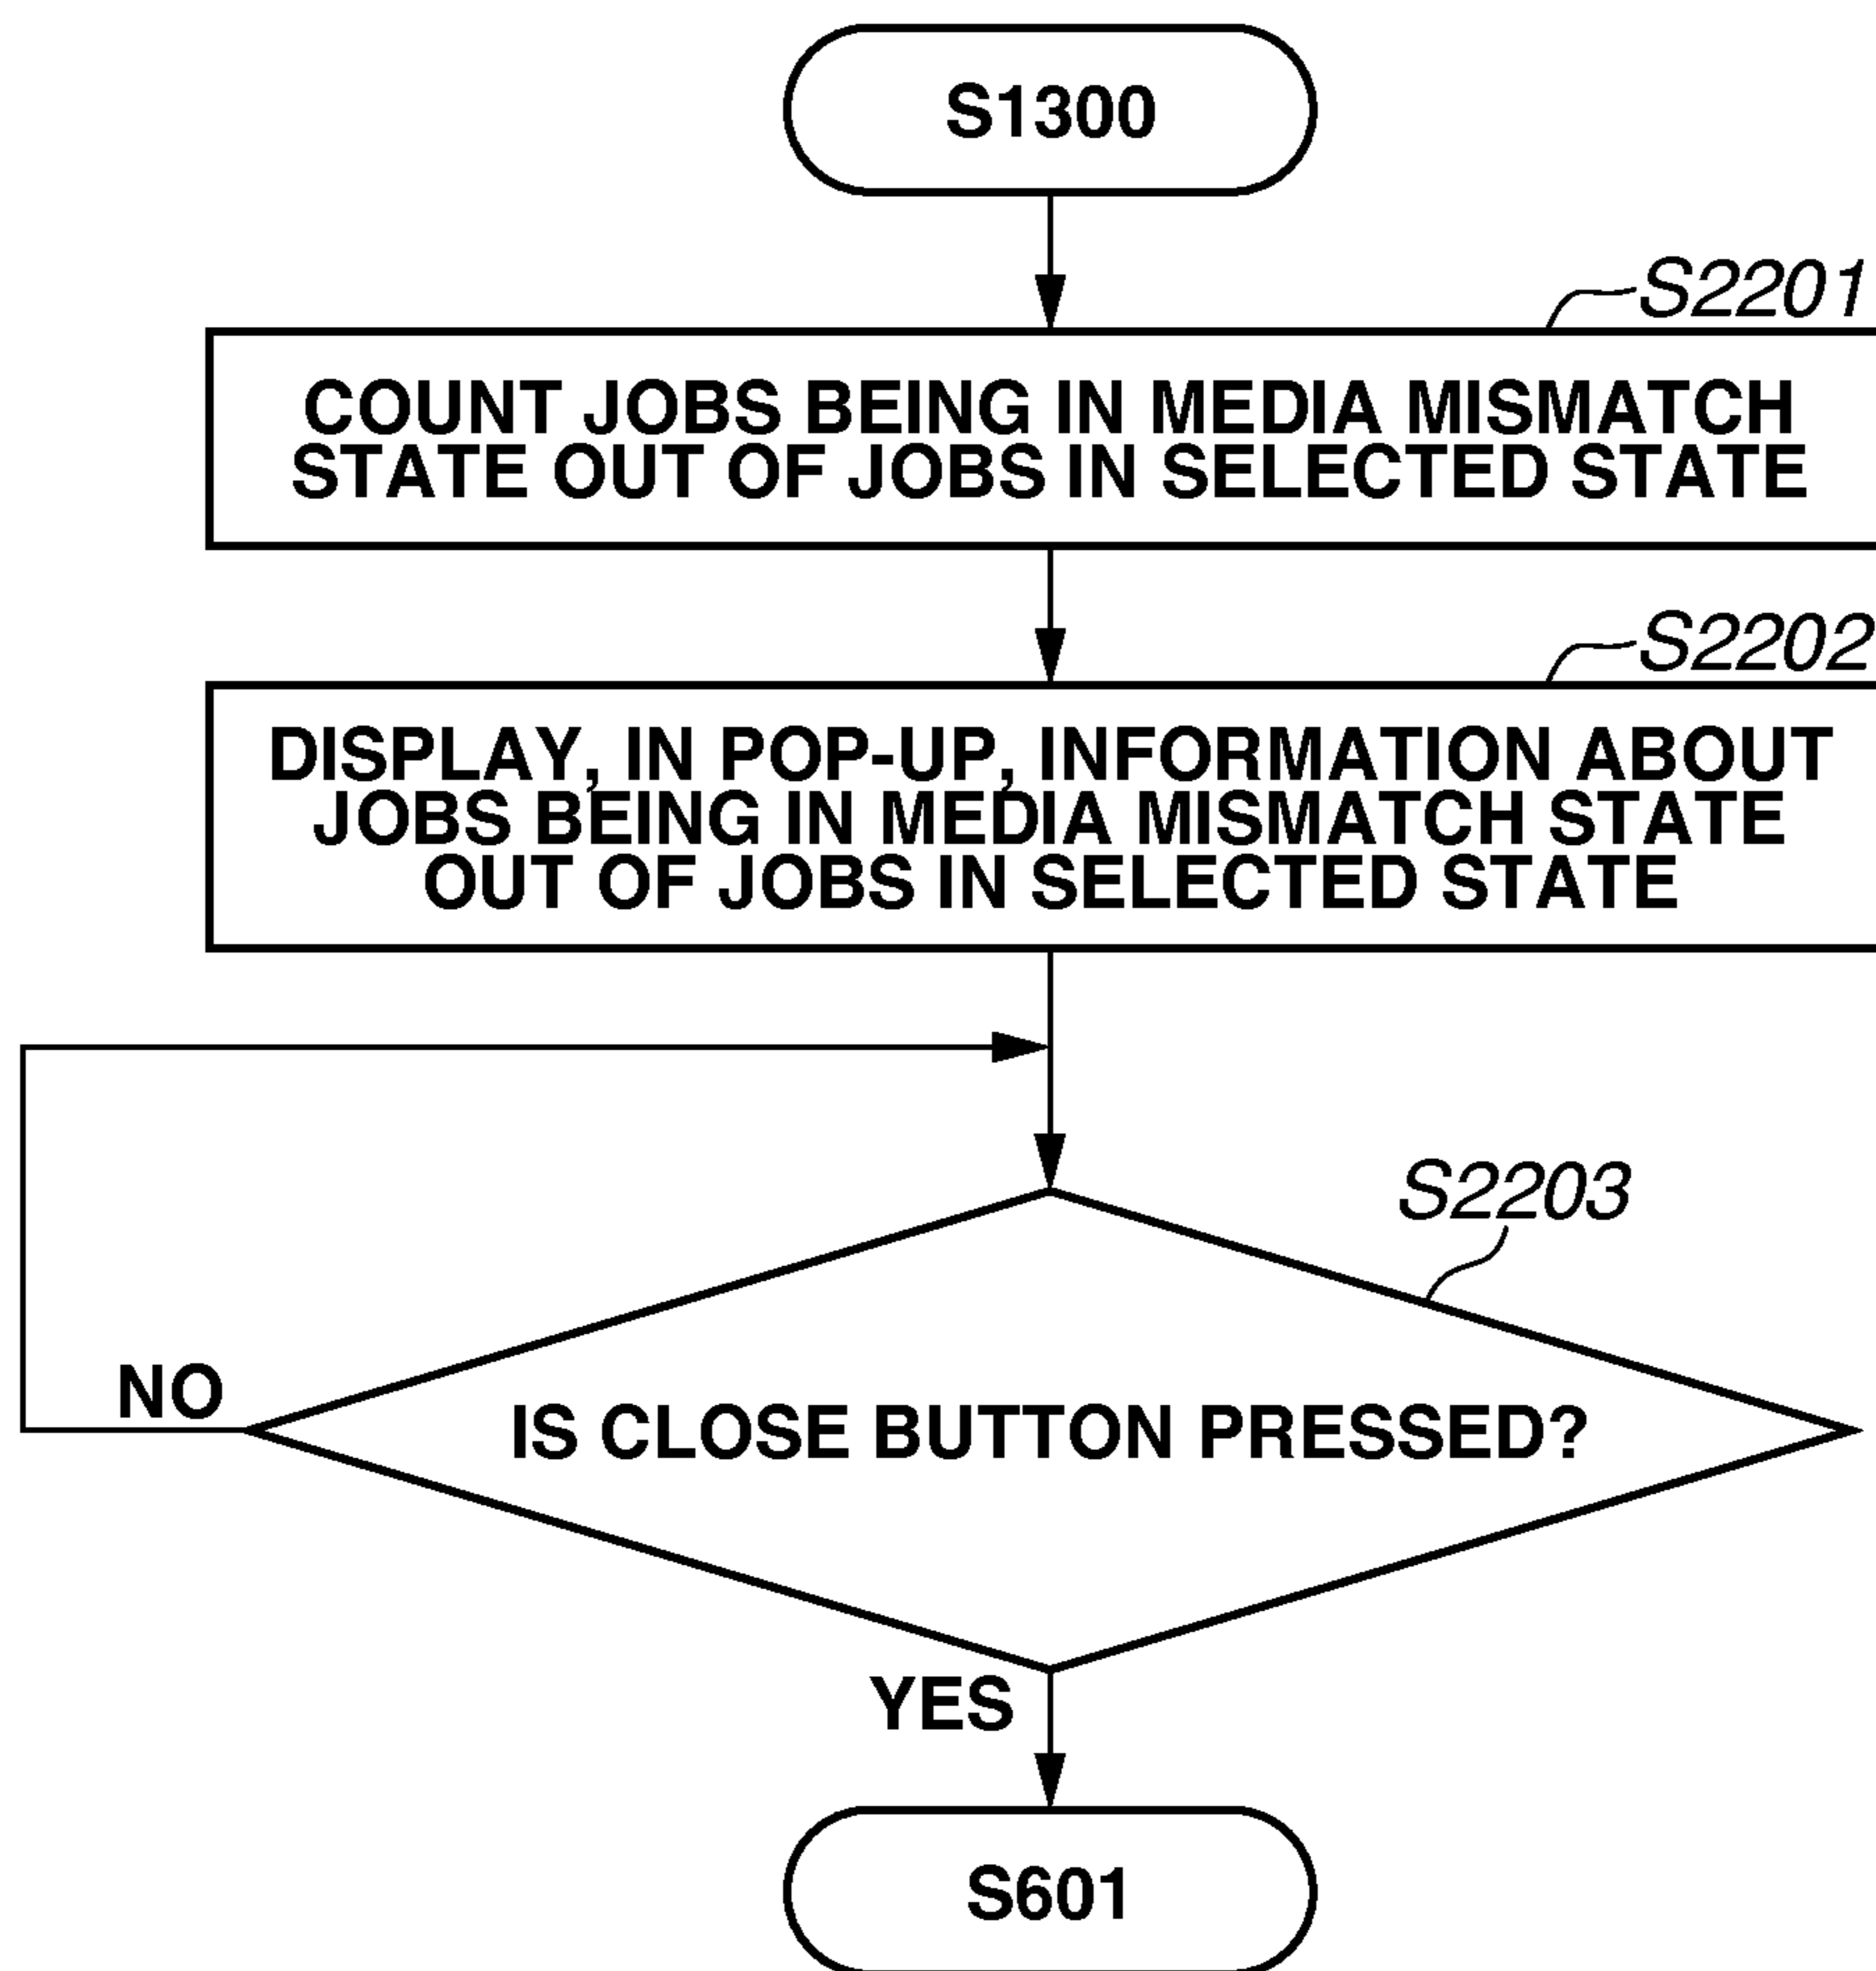 S1300
S2201
COUNT JOBS BEING IN MEDIA MISMATCH
STATE OUT OF JOBS IN SELECTED STATE
S2202
DISPLAY, IN POP-UP, INFORMATION ABOUT
JOBS BEING IN MEDIA MISMATCH STATE
OUT OF JOBS IN SELECTED STATE
S2203
NO
IS CLOSE BUTTON PRESSED?
YES
S601